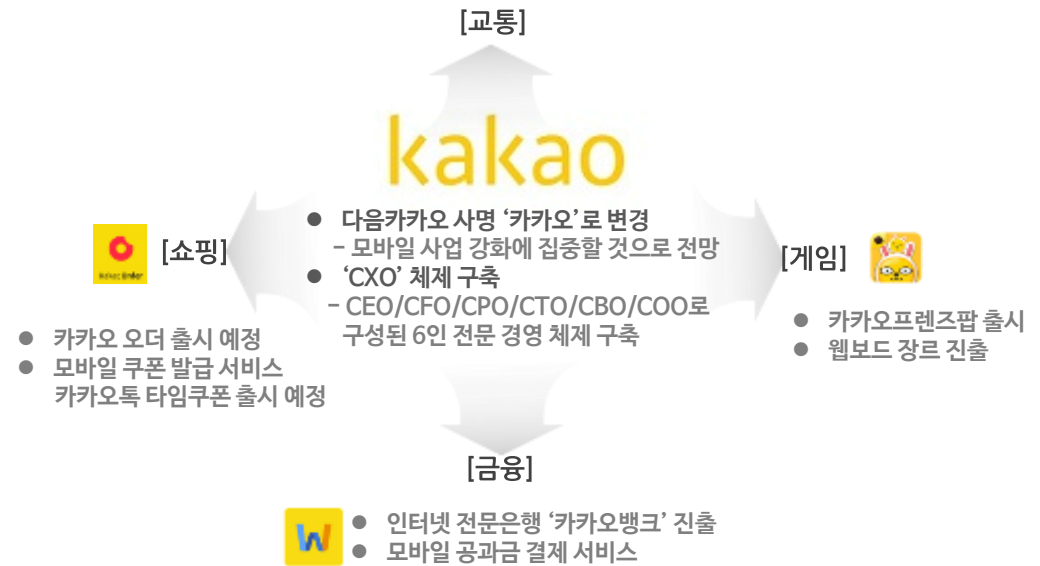 [교통]
kakao
● 다음카카오 사명 ‘카카오’로 변경
- 모바일 사업 강화에 집중할 것으로 전망
● ‘CXO’ 체제 구축
- CEO/CFO/CPO/CTO/CBO/COO로
구성된 6인 전문 경영 체제 구축
[쇼핑]
● 카카오 오더 출시 예정
● 모바일 쿠폰 발급 서비스
카카오톡 타임쿠폰 출시 예정
[게임]
● 카카오프렌즈팝 출시
● 웹보드 장르 진출
[금융]
● 인터넷 전문은행 ‘카카오뱅크’ 진출
● 모바일 공과금 결제 서비스